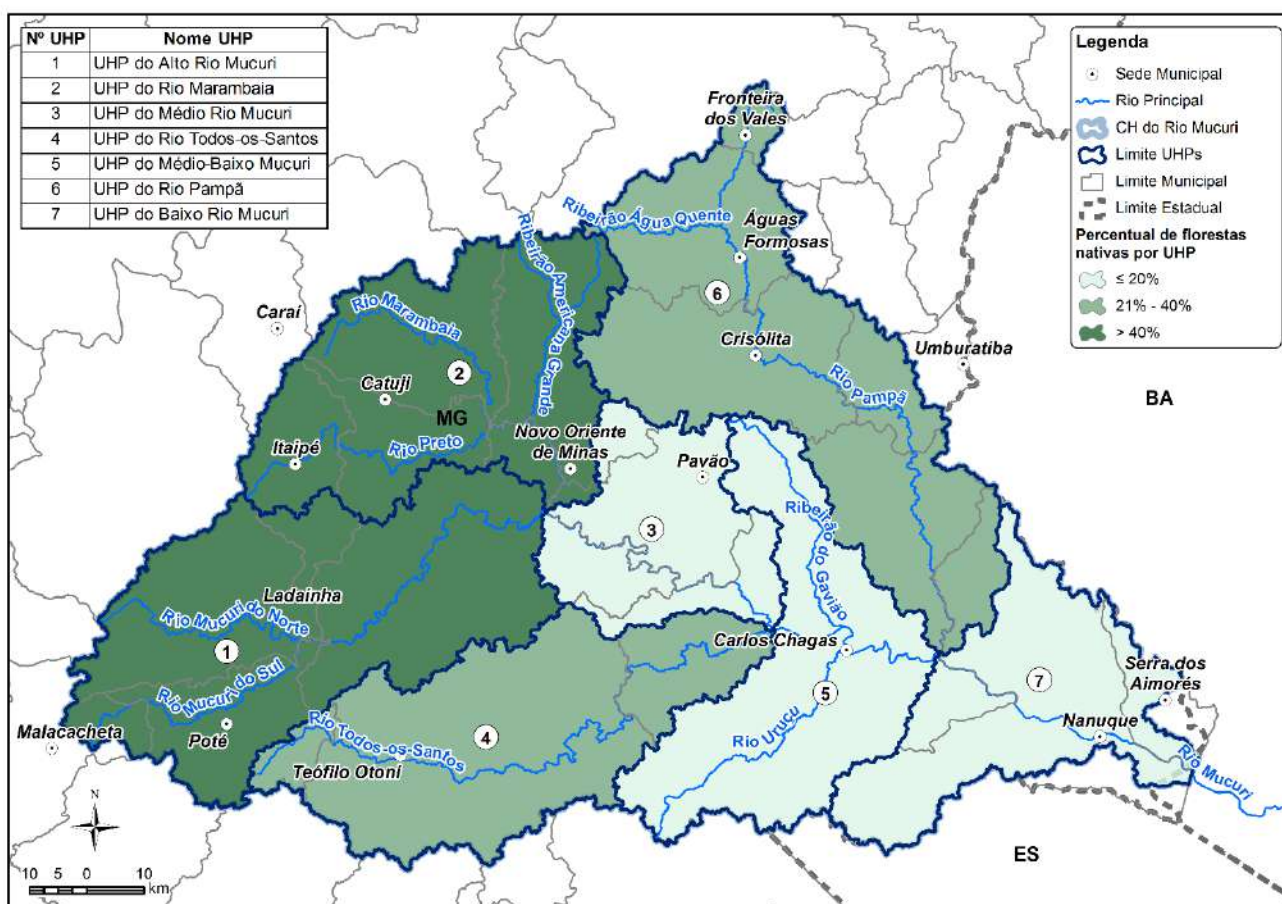 Nº UHP Nome UHP
1 UHP do Alto Rio Mucuri
2 UHP do Rio Marambaia
3 UHP do Médio Rio Mucuri
4 UHP do Rio Todos-os-Santos
5 UHP do Médio-Baixo Mucuri
6 UHP do Rio Pampã
7 UHP do Baixo Rio Mucuri
Legenda
Sede Municipal
Rio Principal
CH do Rio Mucuri
Limite UHPs
Limite Municipal
Limite Estadual
Percentual de florestas
nativas por UHP
≤ 20%
21% - 40%
> 40%
Fronteira
dos Vales
Ribeirão Água Quente
Águas
Formosas
Ribeirão Americana Grande
6
Caraí
Rio Marambaia
Crisólita
Umburatiba
2
Catuji
MG
Rio Pampã
BA
Rio Preto
Novo Oriente
de Minas
Itaipé
Pavão
3
Ribeirão do Gavião
Ladainha
Rio Mucuri do Norte
Carlos Chagas
1
Rio Mucuri do Sul
5
7
Serra dos
Aimorés
Malacacheta
Poté
Rio Todos-os-Santos
4
Rio Uruçu
Nanuque
Teófilo Otoni
Rio Mucuri
N
ES
10 5 0 10
km